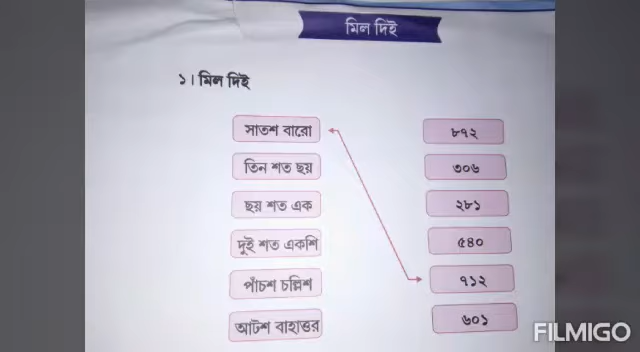 মিল দিই
১। মিল দিই
সাতশ বারো ৮৭২
তিন শত ছয় ৩০৬
ছয় শত এক ২৮১
দুই শত একশি ৫৪০
পাঁচশ চল্লিশ ৭১২
আটশ বাহাত্তর ৬০১
FILMIGO